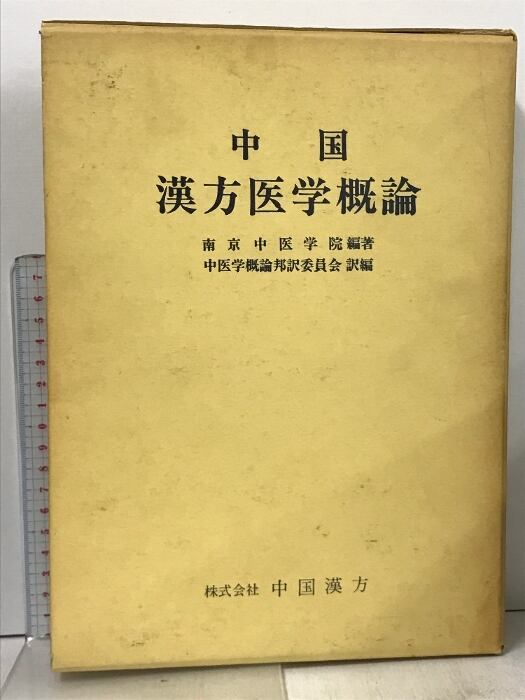 中 国
漢方医学概論
南京中医学院編著
中医学概論邦訳委員会 訳編
株式会社 中国漢方